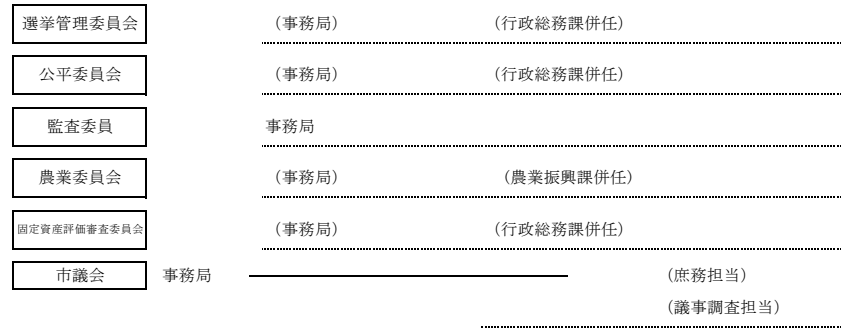 選挙管理委員会 （事務局） （行政総務課併任）
公平委員会 （事務局） （行政総務課併任）
監査委員 事務局
農業委員会 （事務局） （農業振興課併任）
固定資産評価審査委員会 （事務局） （行政総務課併任）
市議会 事務局 （庶務担当）
（議事調査担当）